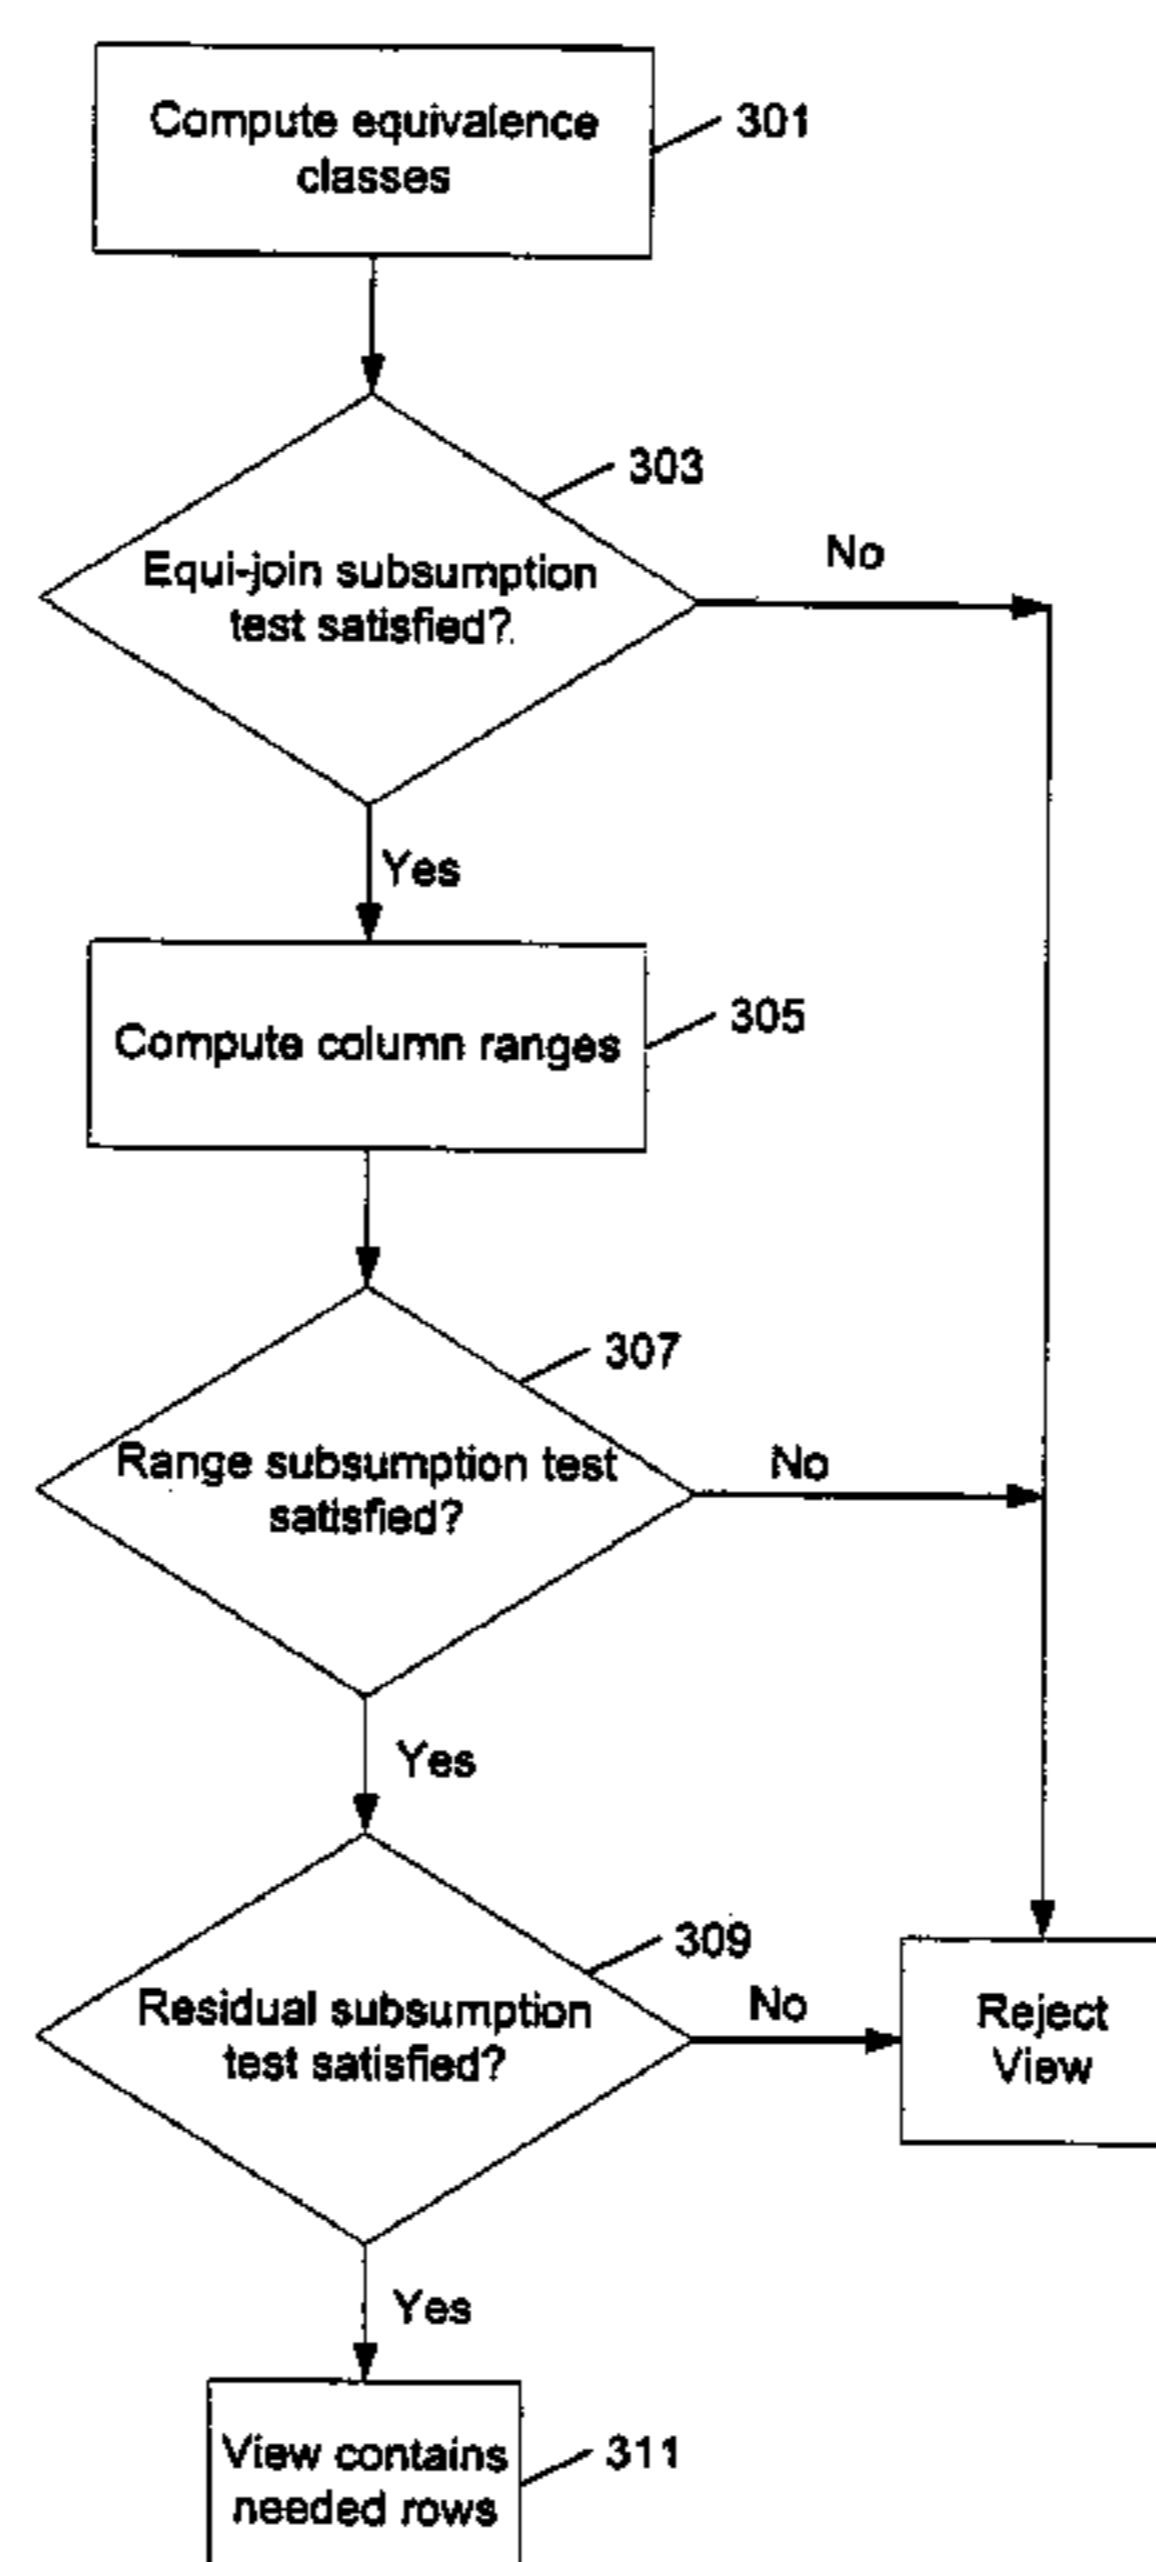 Compute equivalence
classes
301
303
Equi-join subsumption
test satisfied?
No
Yes
Compute column ranges
305
307
Range subsumption test
satisfied?
No
Yes
309
Residual subsumption
test satisfied?
No
Reject
View
Yes
View contains
needed rows
311